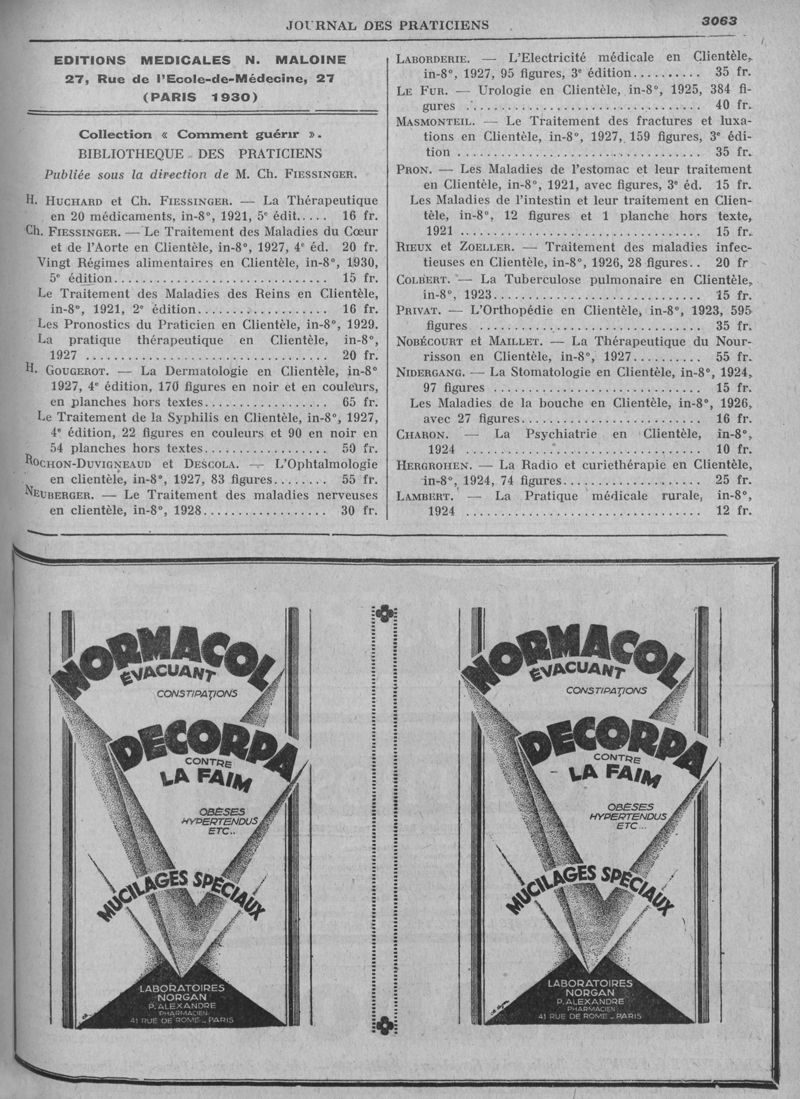 JOURNAL DES PRATICIENS 3063
EDITIONS MEDICALES N. MALOINE
27, Rue de l'Ecole-de-Médecine, 27
(PARIS 1930)
Collection « Comment guérir ».
BIBLIOTHEQUE DES PRATICIENS
Publiée sous la direction de M. Ch. FIESSINGER.
H. HUCHARD et Ch. FIESSINGER. — La Thérapeutique
en 20 médicaments, in-8°, 1921, 5e édit..... 16 fr.
Ch. FIESSINGER. — Le Traitement des Maladies du Cœur
et de l'Aorte en Clientèle, in-8°, 1927, 4e éd. 20 fr.
Vingt Régimes alimentaires en Clientèle, in-8°, 1930,
5e édition............................... 15 fr.
Le Traitement des Maladies des Reins en Clientèle,
in-8°, 1921, 2e édition................... 16 fr.
Les Pronostics du Praticien en Clientèle, in-8°, 1929.
La pratique thérapeutique en Clientèle, in-8°,
1927 ................................... 20 fr.
H. GOUGEROT. — La Dermatologie en Clientèle, in-8°
1927, 4e édition, 170 figures en noir et en couleurs,
en planches hors textes.................. 65 fr.
Le Traitement de la Syphilis en Clientèle, in-8°, 1927,
4e édition, 22 figures en couleurs et 90 en noir en
54 planches hors textes.................. 50 fr.
ROCHON-DUVIGNEAUD et DESCOLA. — L'Ophtalmologie
en clientèle, in-8°, 1927, 83 figures........ 55 fr.
NEUBERGER. — Le Traitement des maladies nerveuses
en clientèle, in-8°, 1928.................. 30 fr.
LABORDERIE. — L'Electricité médicale en Clientèle,
in-8°, 1927, 95 figures, 3e édition.......... 35 fr.
LE FUR. — Urologie en Clientèle, in-8°, 1925, 384 fi-
gures .................................. 40 fr.
MASMONTEIL. — Le Traitement des fractures et luxa-
tions en Clientèle, in-8°, 1927, 159 figures, 3e édi-
tion ................................... 35 fr.
PRON. — Les Maladies de l'estomac et leur traitement
en Clientèle, in-8°, 1921, avec figures, 3e éd. 15 fr.
Les Maladies de l'intestin et leur traitement en Clien-
tèle, in-8°, 12 figures et 1 planche hors texte,
1921 ................................... 15 fr.
RIEUX et ZOELLER. — Traitement des maladies infec-
tieuses en Clientèle, in-8°, 1926, 28 figures.. 20 fr
COLBERT. — La Tuberculose pulmonaire en Clientèle,
in-8°, 1923.............................. 15 fr.
PRIVAT. — L'Orthopédie en Clientèle, in-8°, 1923, 595
figures ................................ 35 fr.
NOBÉCOURT et MAILLET. — La Thérapeutique du Nour-
risson en Clientèle, in-8°, 1927.......... 55 fr.
NIDERGANG. — La Stomatologie en Clientèle, in-8°, 1924,
97 figures .............................. 15 fr.
Les Maladies de la bouche en Clientèle, in-8°, 1926,
avec 27 figures.......................... 16 fr.
CHARON. — La Psychiatrie en Clientèle, in-8°,
1924 ................................... 10 fr.
HERGROHEN. — La Radio et curiethérapie en Clientèle,
in-8°, 1924, 74 figures.................... 25 fr.
LAMBERT. — La Pratique médicale rurale, in-8°,
1924 ................................... 12 fr.
NORMACOL
ÉVACUANT
CONSTIPATIONS
DECORPA
CONTRE
LA FAIM
OBÈSES
HYPERTENDUS
ETC..
MUCILAGES SPÉCIAUX
LABORATOIRES
NORGAN
P. ALEXANDRE
PHARMACIEN
41 RUE DE ROME _ PARIS
NORMACOL
ÉVACUANT
CONSTIPATIONS
DECORPA
CONTRE
LA FAIM
OBÈSES
HYPERTENDUS
ETC...
MUCILAGES SPÉCIAUX
LABORATOIRES
NORGAN
P. ALEXANDRE
PHARMACIEN
41 RUE DE ROME _ PARIS